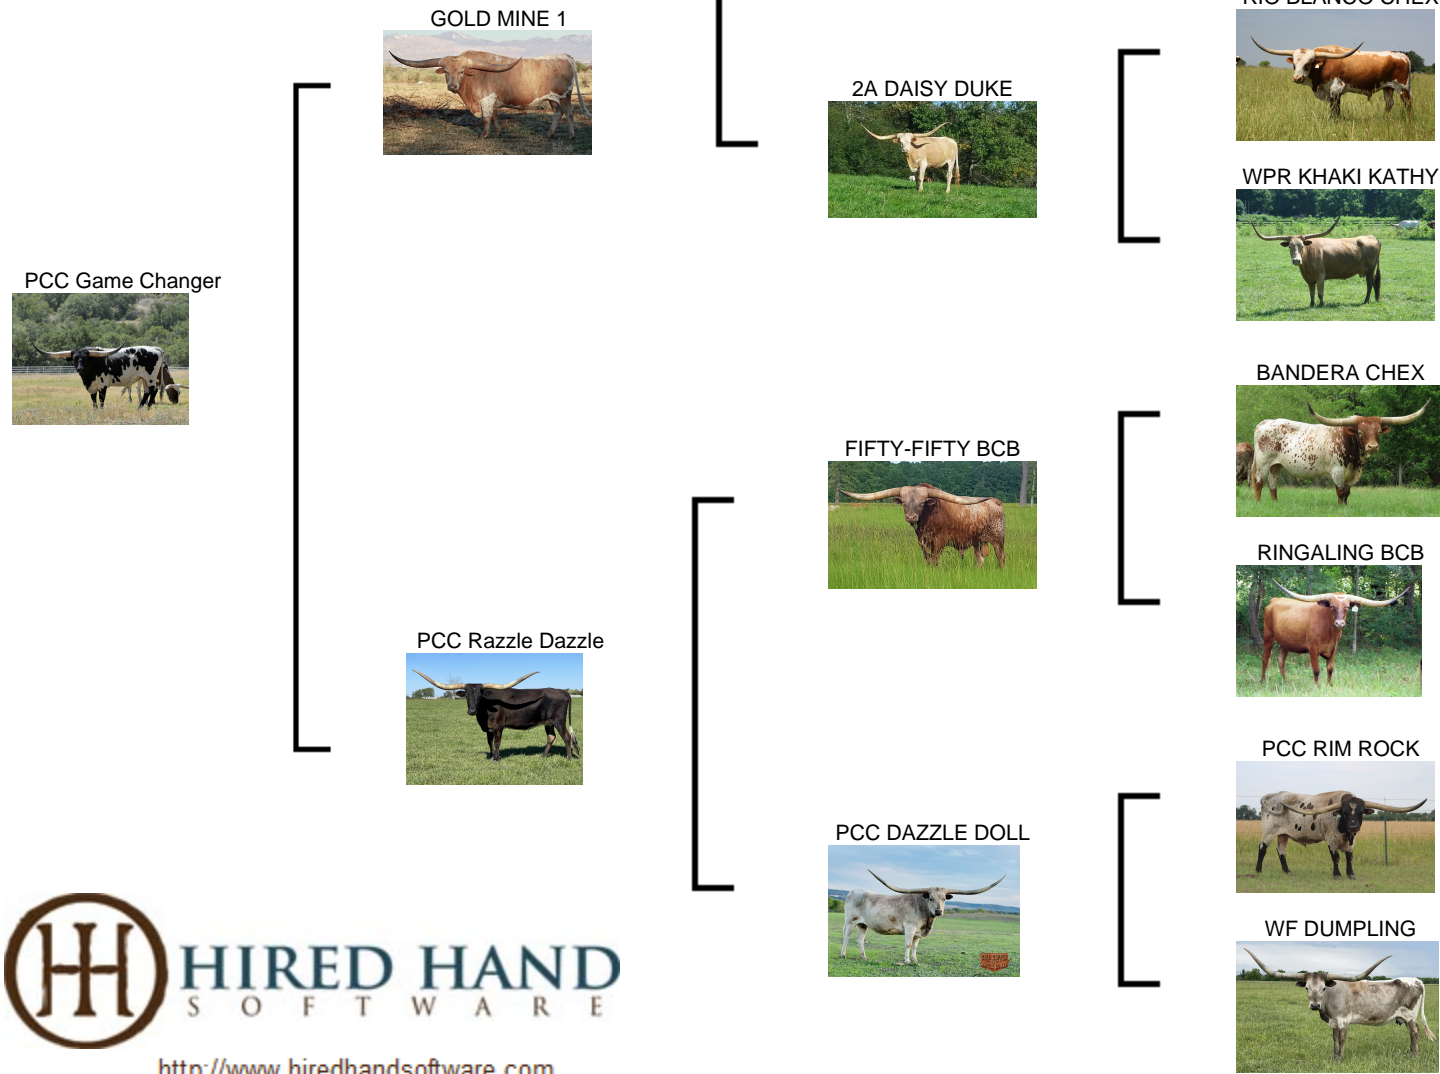 GOLD MINE 1
2A DAISY DUKE
WPR KHAKI KATHY
PCC Game Changer
BANDERA CHEX
FIFTY-FIFTY BCB
RINGALING BCB
PCC Razzle Dazzle
PCC RIM ROCK
PCC DAZZLE DOLL
WF DUMPLING
HIRED HAND
SOFTWARE
http://www.hiredhandsoftware.com